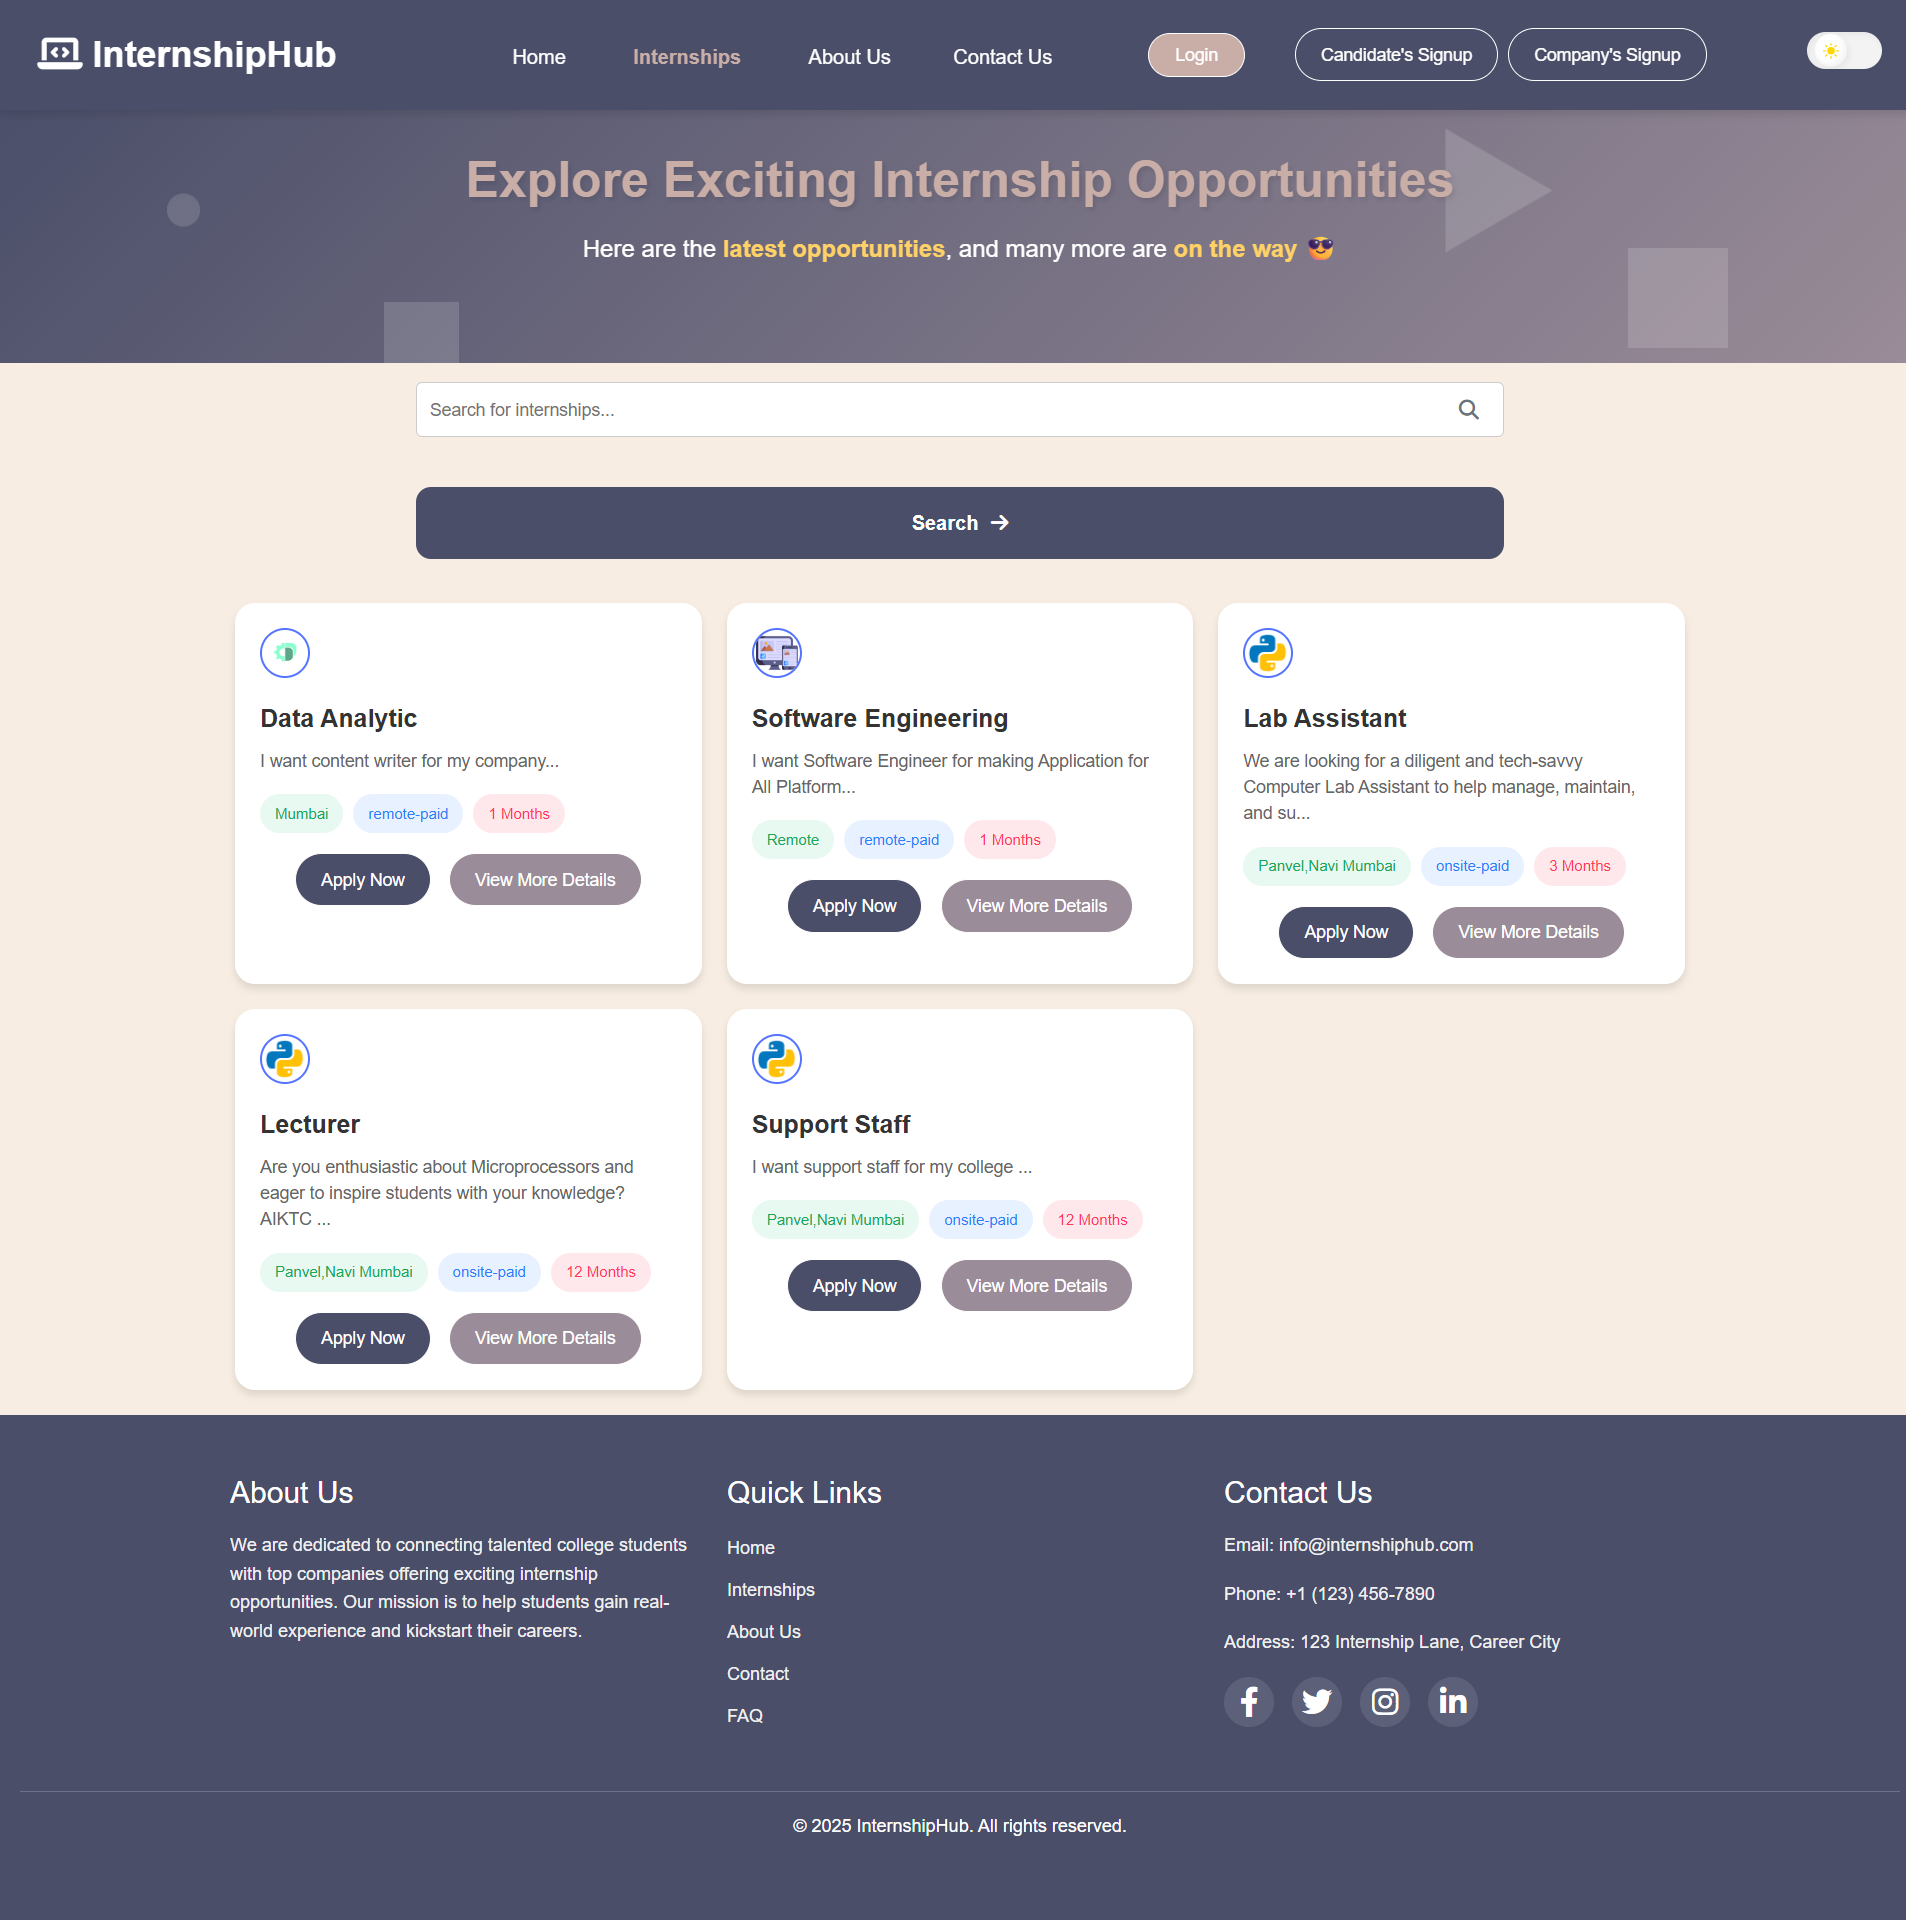 InternshipHub
Home
Internships
About Us
Contact Us
Login
Candidate's Signup
Company's Signup
Explore Exciting Internship Opportunities
Here are the latest opportunities, and many more are on the way 😎
Search for internships...
Search
Data Analytic
I want content writer for my company...
Mumbai
remote-paid
1 Months
Apply Now
View More Details
Software Engineering
I want Software Engineer for making Application for
All Platform...
Remote
remote-paid
1 Months
Apply Now
View More Details
Lab Assistant
We are looking for a diligent and tech-savvy
Computer Lab Assistant to help manage, maintain,
and su...
Panvel,Navi Mumbai
onsite-paid
3 Months
Apply Now
View More Details
Lecturer
Are you enthusiastic about Microprocessors and
eager to inspire students with your knowledge?
AIKTC ...
Panvel,Navi Mumbai
onsite-paid
12 Months
Apply Now
View More Details
Support Staff
I want support staff for my college ...
Panvel,Navi Mumbai
onsite-paid
12 Months
Apply Now
View More Details
About Us
We are dedicated to connecting talented college students
with top companies offering exciting internship
opportunities. Our mission is to help students gain real-
world experience and kickstart their careers.
Quick Links
Home
Internships
About Us
Contact
FAQ
Contact Us
Email: info@internshiphub.com
Phone: +1 (123) 456-7890
Address: 123 Internship Lane, Career City
© 2025 InternshipHub. All rights reserved.